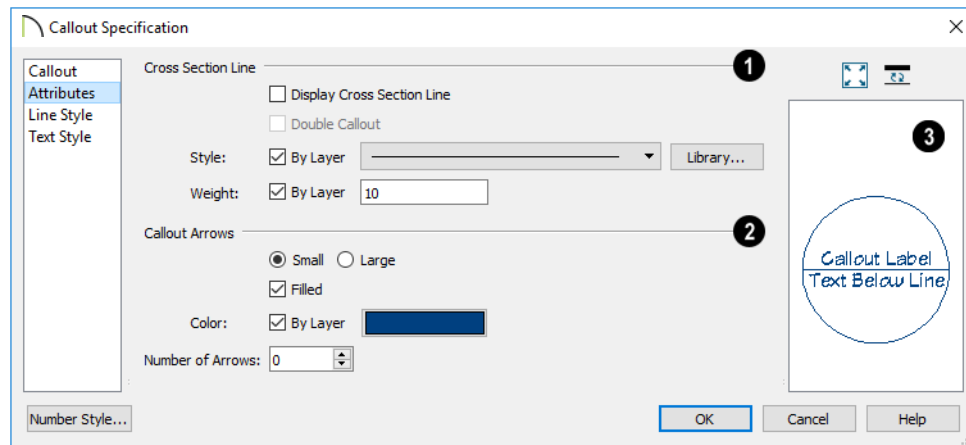 Callout Specification
Callout
Attributes
Line Style
Text Style
Cross Section Line
1
Display Cross Section Line
Double Callout
Style: By Layer Library...
Weight: By Layer 10
Callout Arrows
2
Small Large
Filled
Color: By Layer
Number of Arrows: 0
3
Callout Label
Text Below Line
Number Style... OK Cancel Help